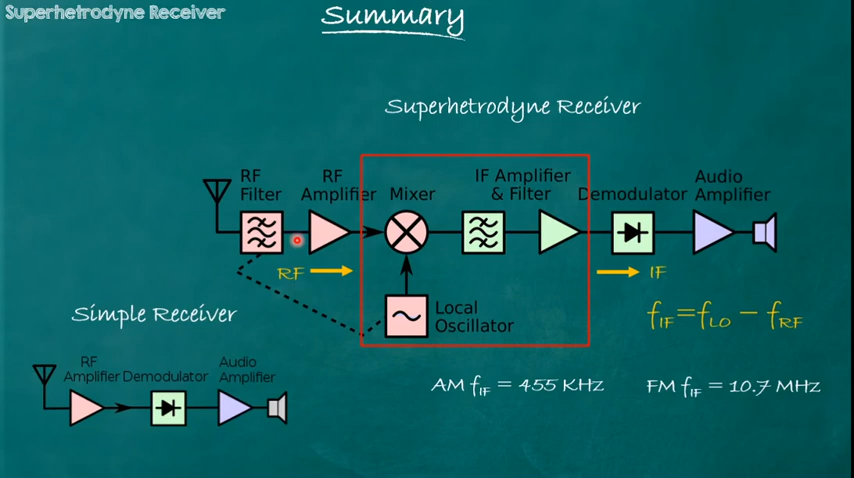 Superhetrodyne Receiver
Summary
Superhetrodyne Receiver
RF
Filter
RF
Amplifier
Mixer
IF Amplifier
& Filter
Demodulator
Audio
Amplifier
RF
IF
Local
Oscillator
fIF=fLO - fRF
Simple Receiver
RF
Amplifier
Demodulator
Audio
Amplifier
AM fIF = 455 KHz
FM fIF = 10.7 MHz